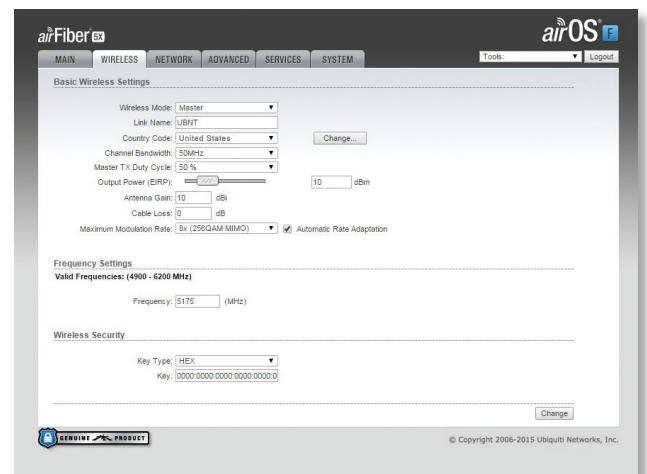 airFiber 5X
airOS F
MAIN WIRELESS NETWORK ADVANCED SERVICES SYSTEM Tools: Logout
Basic Wireless Settings
Wireless Mode: Master
Link Name: UBNT
Country Code: United States Change...
Channel Bandwidth: 50MHz
Master TX Duty Cycle: 50 %
Output Power (EIRP): 10 dBm
Antenna Gain: 10 dBi
Cable Loss: 0 dB
Maximum Modulation Rate: 8x (256QAM MIMO) Automatic Rate Adaptation
Frequency Settings
Valid Frequencies: (4900 - 6200 MHz)
Frequency: 5175 (MHz)
Wireless Security
Key Type: HEX
Key: 0000:0000:0000:0000:0000:0
Change
GENUINE PRODUCT © Copyright 2006-2015 Ubiquiti Networks, Inc.